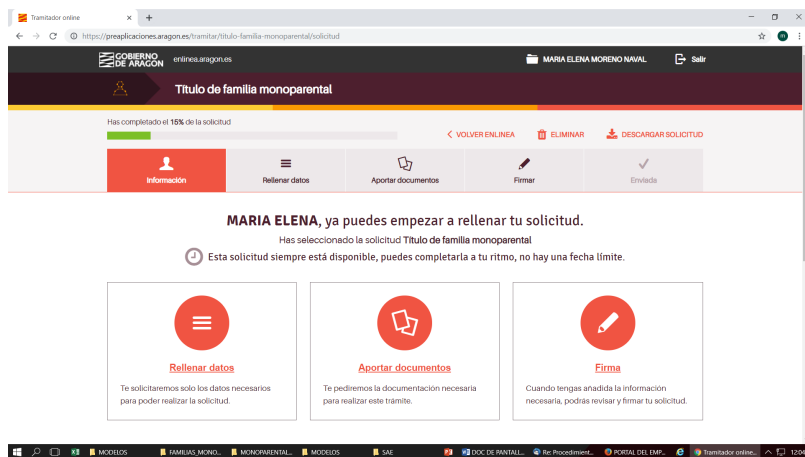 Tramitador online
https://preaplicaciones.aragon.es/tramitar/titulo-familia-monoparental/solicitud
GOBIERNO DE ARAGON
enlinea.aragon.es
MARIA ELENA MORENO NAVAL
Salir
Título de familia monoparental
Has completado el 15% de la solicitud
VOLVER ENLINEA
ELIMINAR
DESCARGAR SOLICITUD
Información
Rellenar datos
Aportar documentos
Firmar
Enviada
MARIA ELENA, ya puedes empezar a rellenar tu solicitud.
Has seleccionado la solicitud Título de familia monoparental
Esta solicitud siempre está disponible, puedes completarla a tu ritmo, no hay una fecha límite.
Rellenar datos
Te solicitaremos solo los datos necesarios
para poder realizar la solicitud.
Aportar documentos
Te pediremos la documentación necesaria
para realizar este trámite.
Firma
Cuando tengas anadida la información
necesaria, podrás revisar y firmar tu solicitud.
MODELOS
FAMILIAS_MONO...
MONOPARENTAL...
MODELOS
SAE
DOC DE PANTALL...
Re: Procedimient...
PORTAL DEL EMP...
Tramitador online...